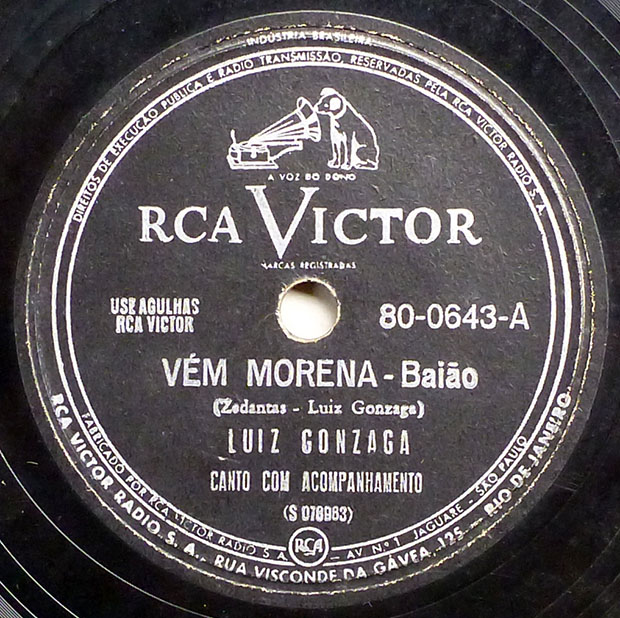 INDÚSTRIA BRASILEIRA
DIREITOS DE EXECUÇÃO PUBLICA E RADIO TRANSMISSÃO, RESERVADAS PELA RCA VICTOR RADIO S. A.
A VOZ DO DONO
RCA VICTOR
MARCAS REGISTRADAS
USE AGULHAS
RCA VICTOR
80-0643-A
VÉM MORENA - Baião
(Zedantas - Luiz Gonzaga)
LUIZ GONZAGA
CANTO COM ACOMPANHAMENTO
(S 078983)
FABRICADO POR RCA VICTOR RADIO S. A. RCA AV. N.º 1 JAGUARE - SÃO PAULO
RCA VICTOR RADIO S. A., RUA VISCONDE DA GÁVEA, 125 - RIO DE JANEIRO